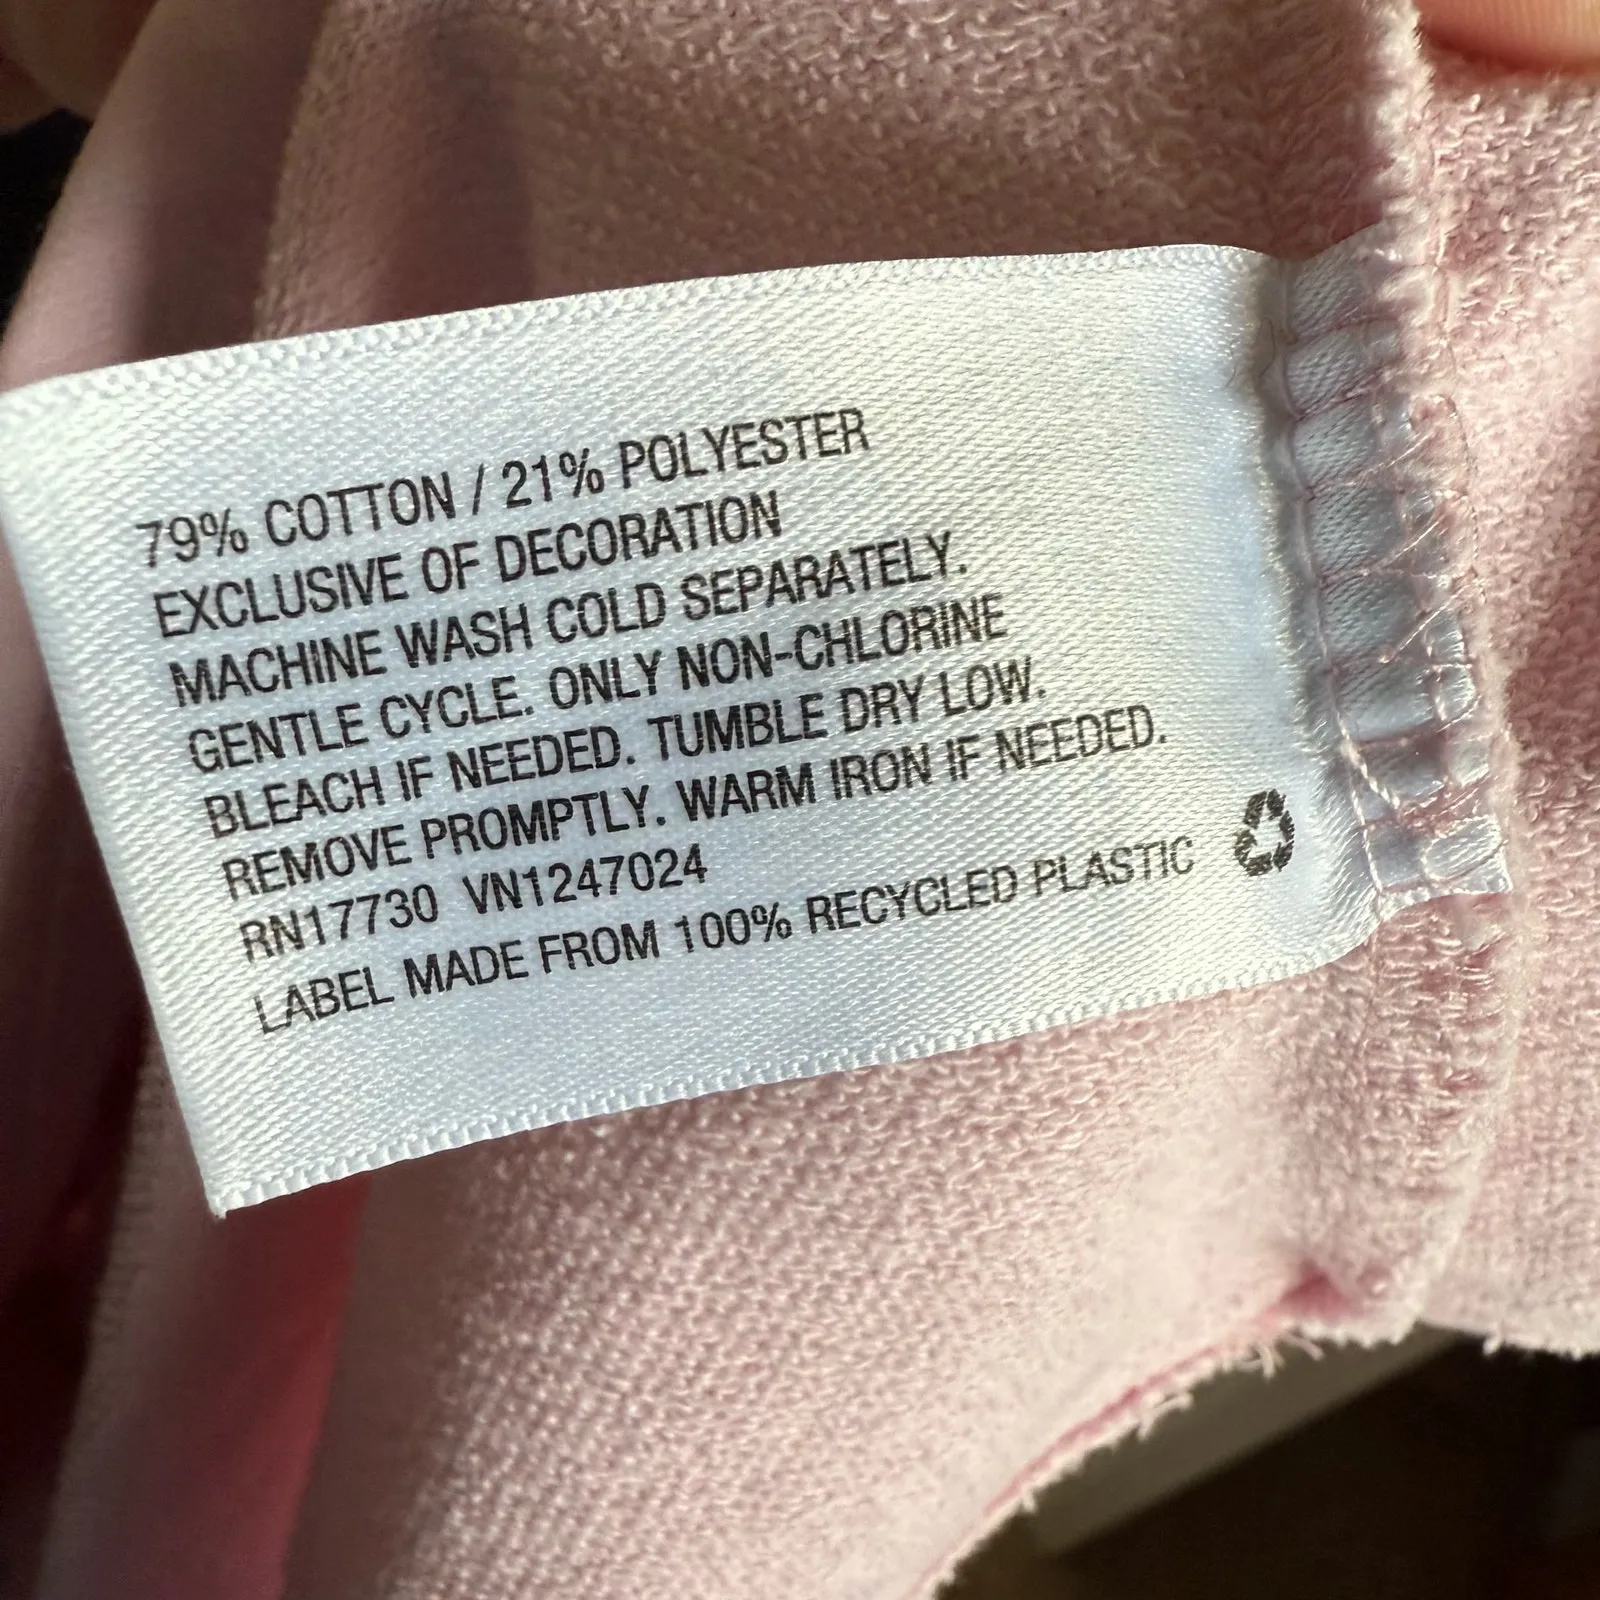 79% COTTON / 21% POLYESTER
EXCLUSIVE OF DECORATION
MACHINE WASH COLD SEPARATELY.
GENTLE CYCLE. ONLY NON-CHLORINE
BLEACH IF NEEDED. TUMBLE DRY LOW.
REMOVE PROMPTLY. WARM IRON IF NEEDED.
RN17730 VN1247024
LABEL MADE FROM 100% RECYCLED PLASTIC